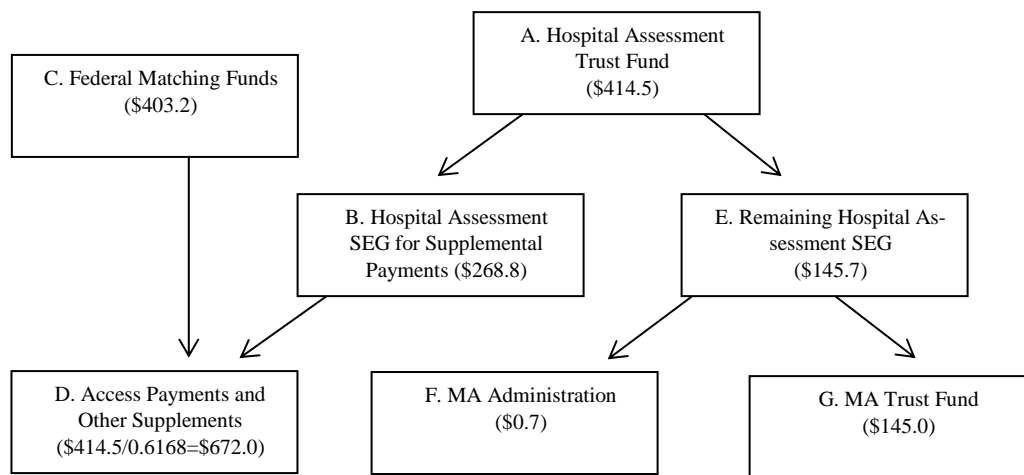 A. Hospital Assessment
Trust Fund
($414.5)
C. Federal Matching Funds
($403.2)
B. Hospital Assessment
SEG for Supplemental
Payments ($268.8)
E. Remaining Hospital As-
sessment SEG
($145.7)
D. Access Payments and
Other Supplements
($414.5/0.6168=$672.0)
F. MA Administration
($0.7)
G. MA Trust Fund
($145.0)